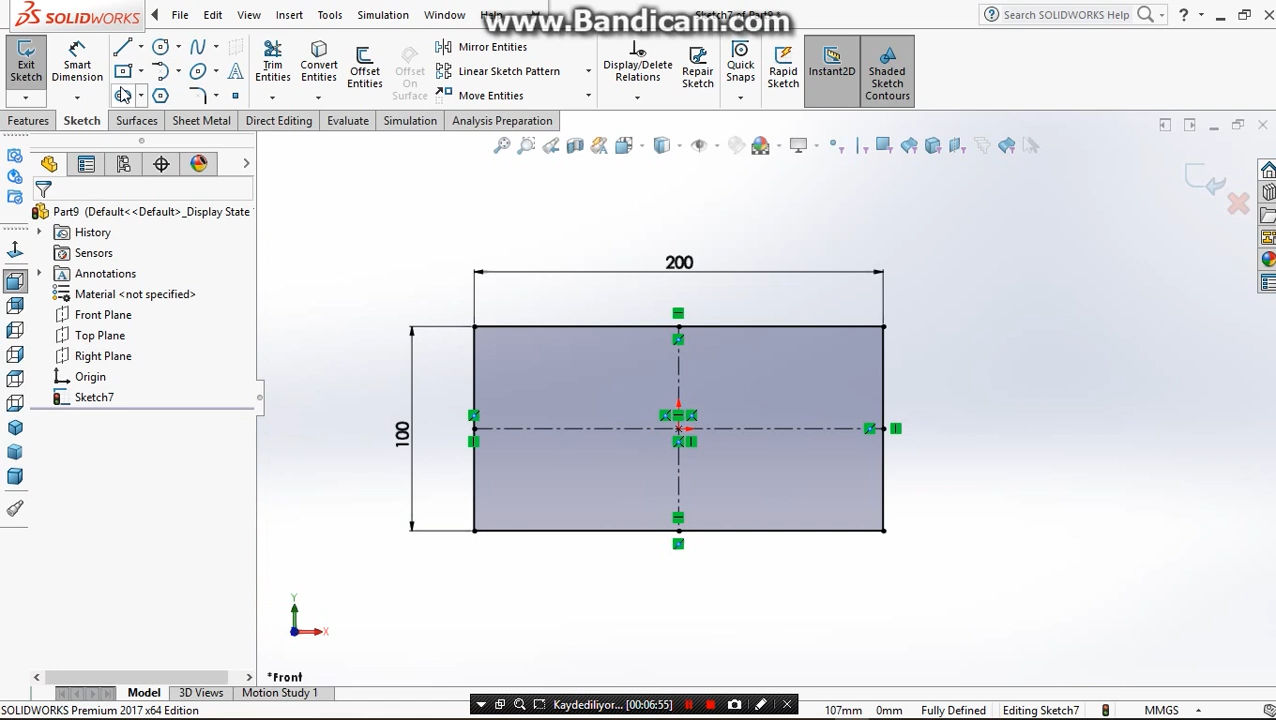 SOLIDWORKS
File
Edit
View
Insert
Tools
Simulation
Window
Help
www.Bandicam.com
Sketch7 of Part9 *
Search SOLIDWORKS Help
?
Exit Sketch
Smart Dimension
Trim Entities
Convert Entities
Offset Entities
Offset On Surface
Mirror Entities
Linear Sketch Pattern
Move Entities
Display/Delete Relations
Repair Sketch
Quick Snaps
Rapid Sketch
Instant2D
Shaded Sketch Contours
Features
Sketch
Surfaces
Sheet Metal
Direct Editing
Evaluate
Simulation
Analysis Preparation
Part9 (Default<<Default>_Display State
History
Sensors
Annotations
Material <not specified>
Front Plane
Top Plane
Right Plane
Origin
Sketch7
200
100
Y
X
*Front
Model
3D Views
Motion Study 1
Kaydediliyor... [00:06:55]
SOLIDWORKS Premium 2017 x64 Edition
107mm
0mm
Fully Defined
Editing Sketch7
MMGS